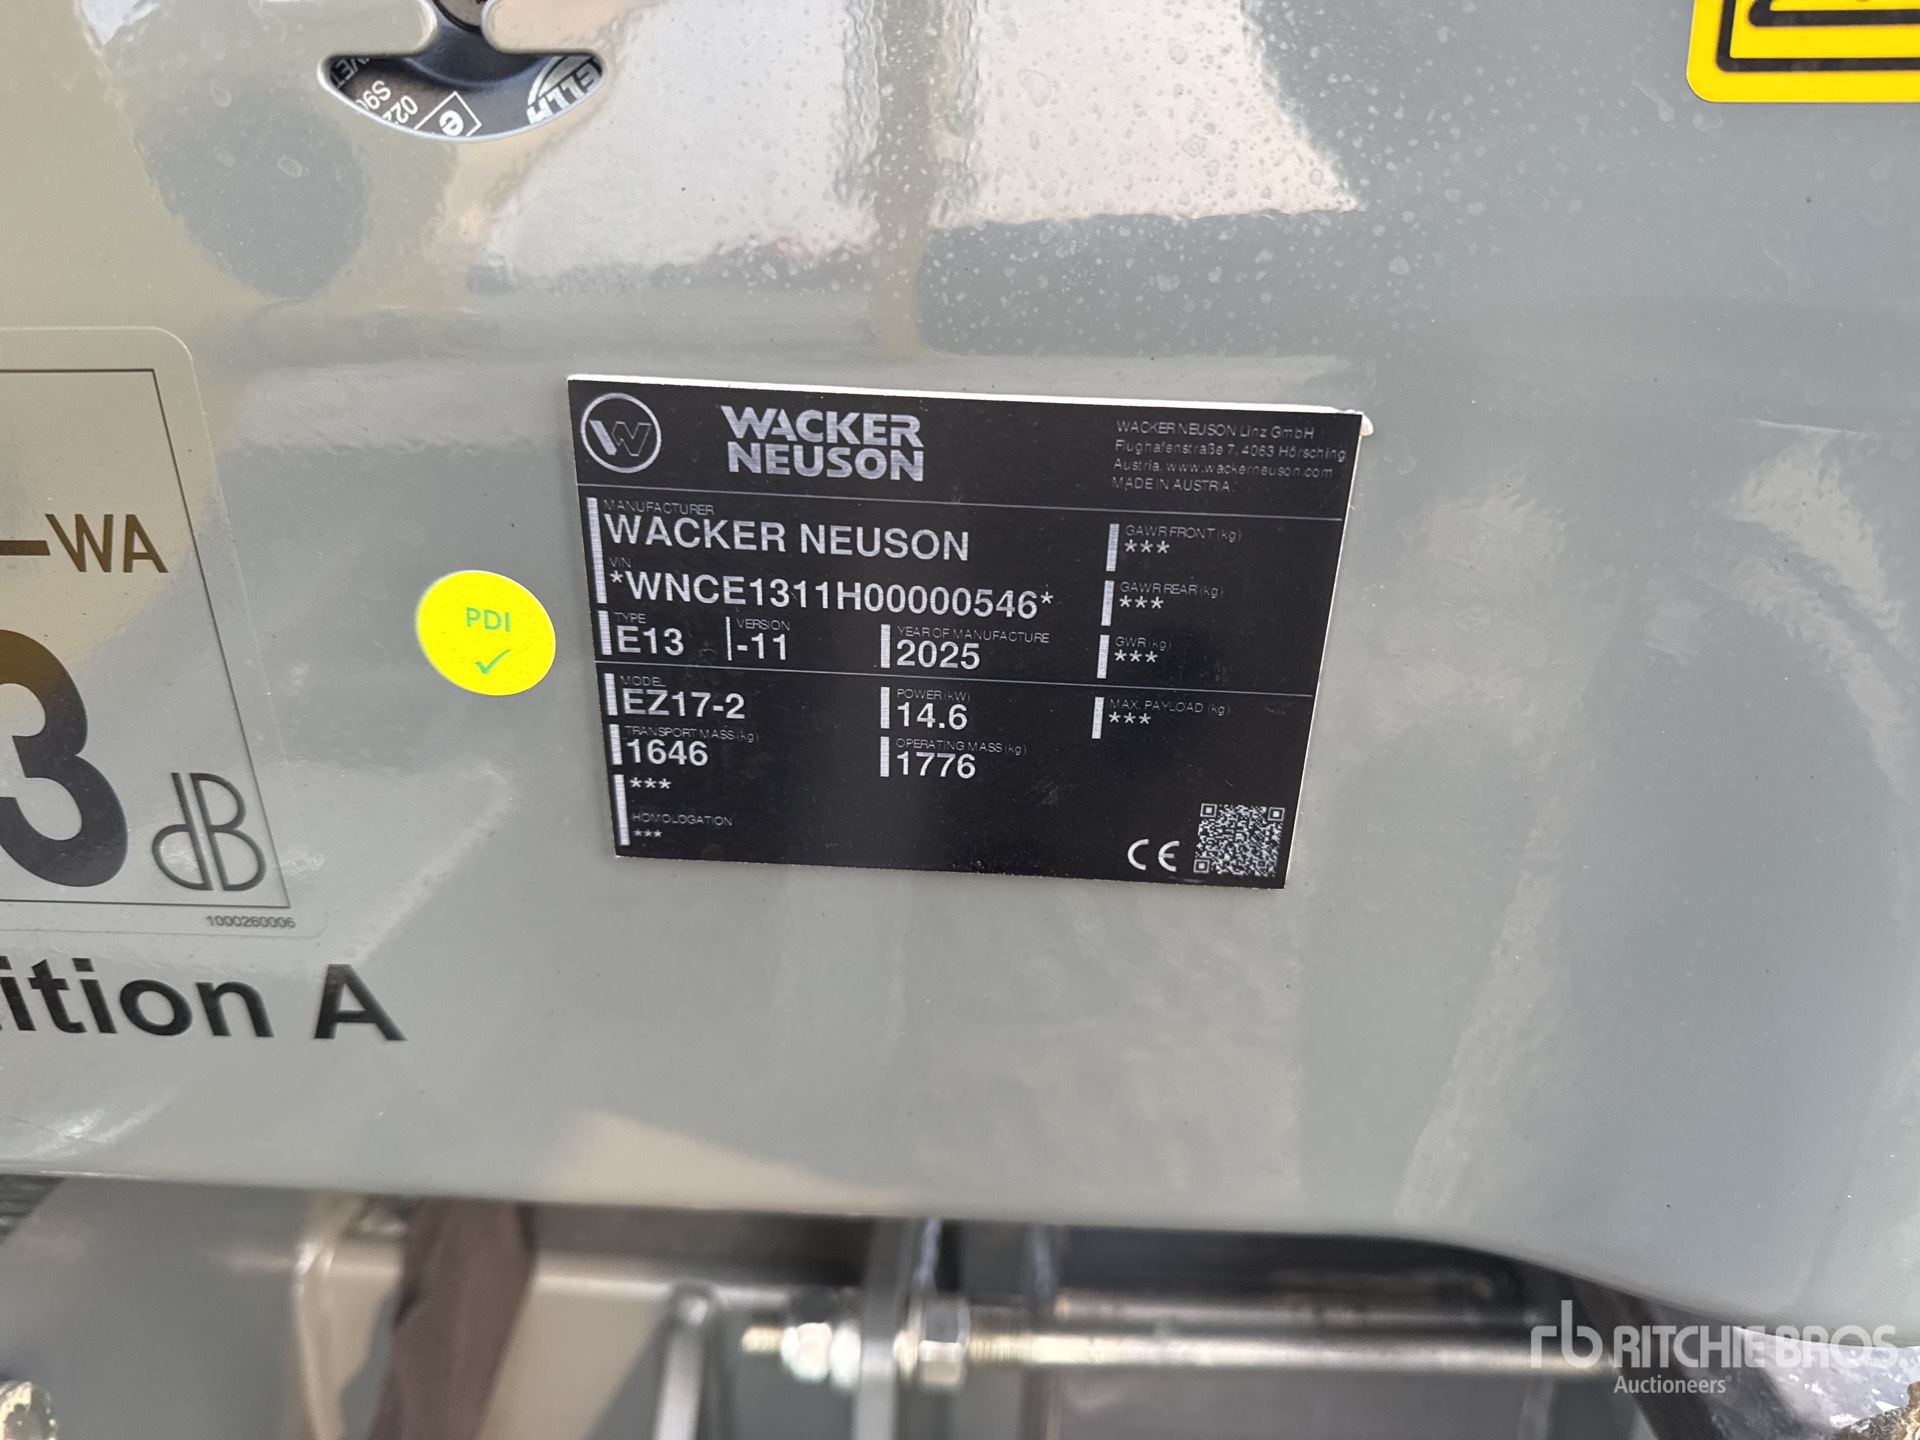 WACKER
NEUSON
WACKER NEUSON Linz GmbH
Flughafenstraße 7, 4063 Hörsching
Austria, www.wackerneuson.com
MADE IN AUSTRIA
MANUFACTURER
WACKER NEUSON
VIN
*WNCE1311H00000546*
TYPE
E13
VERSION
-11
YEAR OF MANUFACTURE
2025
MODEL
EZ17-2
POWER (kW)
14.6
TRANSPORT MASS (kg)
1646
OPERATING MASS (kg)
1776
***
HOMOLOGATION
***
GAWR FRONT (kg)
***
GAWR REAR (kg)
***
GWR (kg)
***
MAX. PAYLOAD (kg)
***
CE
PDI
-WA
3
dB
1000260006
ition A
e
02
rb RITCHIE BROS.
Auctioneers